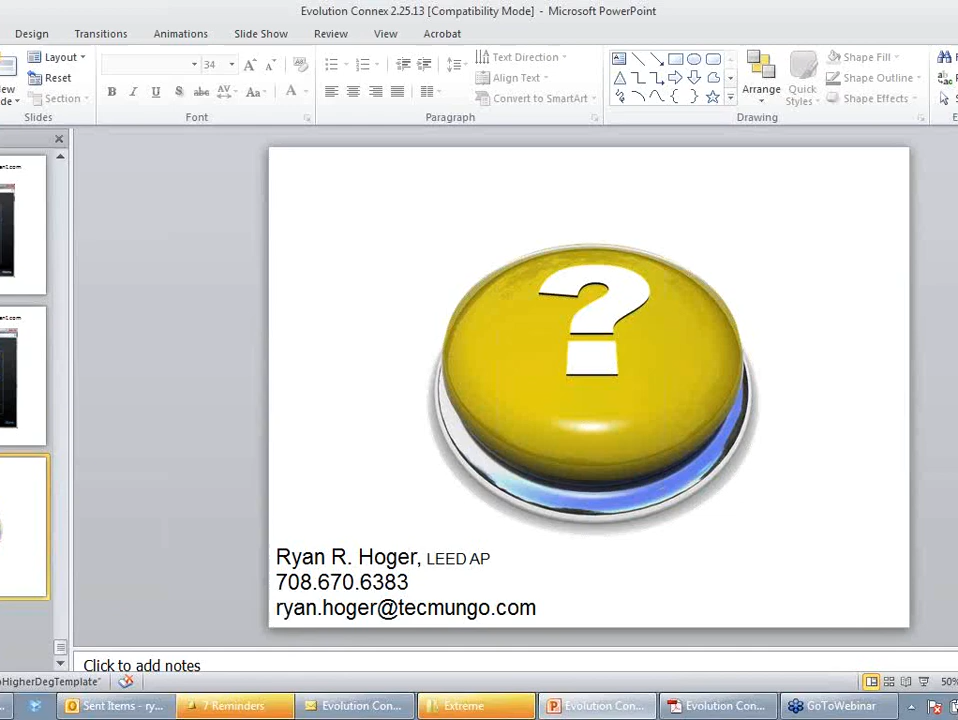 Evolution Connex 2.25.13 [Compatibility Mode] - Microsoft PowerPoint
Design Transitions Animations Slide Show Review View Acrobat
Layout 34 Text Direction Shape Fill
Reset Align Text Arrange Quick Styles Shape Outline
Section Convert to SmartArt Shape Effects
Slides Font Paragraph Drawing
?
Ryan R. Hoger, LEED AP
708.670.6383
ryan.hoger@tecmungo.com
Click to add notes
HigherDegTemplate" 50%
Sent Items - ry... 7 Reminders Evolution Con... Extreme Evolution Con... Evolution Con... GoToWebinar